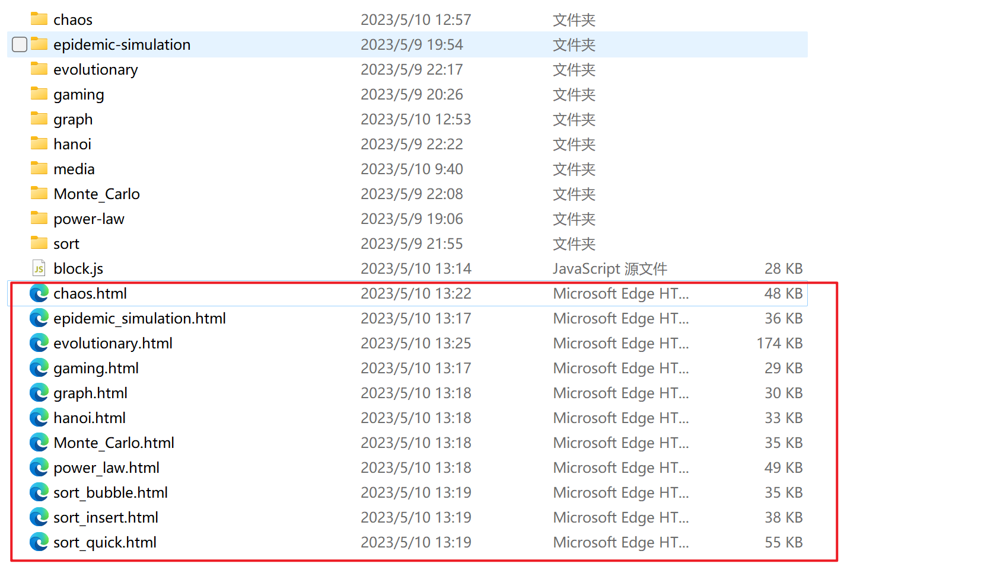 chaos 2023/5/10 12:57 文件夹
epidemic-simulation 2023/5/9 19:54 文件夹
evolutionary 2023/5/9 22:17 文件夹
gaming 2023/5/9 20:26 文件夹
graph 2023/5/10 12:53 文件夹
hanoi 2023/5/9 22:22 文件夹
media 2023/5/10 9:40 文件夹
Monte_Carlo 2023/5/9 22:08 文件夹
power-law 2023/5/9 19:06 文件夹
sort 2023/5/9 21:55 文件夹
JS block.js 2023/5/10 13:14 JavaScript 源文件 28 KB
chaos.html 2023/5/10 13:22 Microsoft Edge HT... 48 KB
epidemic_simulation.html 2023/5/10 13:17 Microsoft Edge HT... 36 KB
evolutionary.html 2023/5/10 13:25 Microsoft Edge HT... 174 KB
gaming.html 2023/5/10 13:17 Microsoft Edge HT... 29 KB
graph.html 2023/5/10 13:18 Microsoft Edge HT... 30 KB
hanoi.html 2023/5/10 13:18 Microsoft Edge HT... 33 KB
Monte_Carlo.html 2023/5/10 13:18 Microsoft Edge HT... 35 KB
power_law.html 2023/5/10 13:18 Microsoft Edge HT... 49 KB
sort_bubble.html 2023/5/10 13:19 Microsoft Edge HT... 35 KB
sort_insert.html 2023/5/10 13:19 Microsoft Edge HT... 38 KB
sort_quick.html 2023/5/10 13:19 Microsoft Edge HT... 55 KB